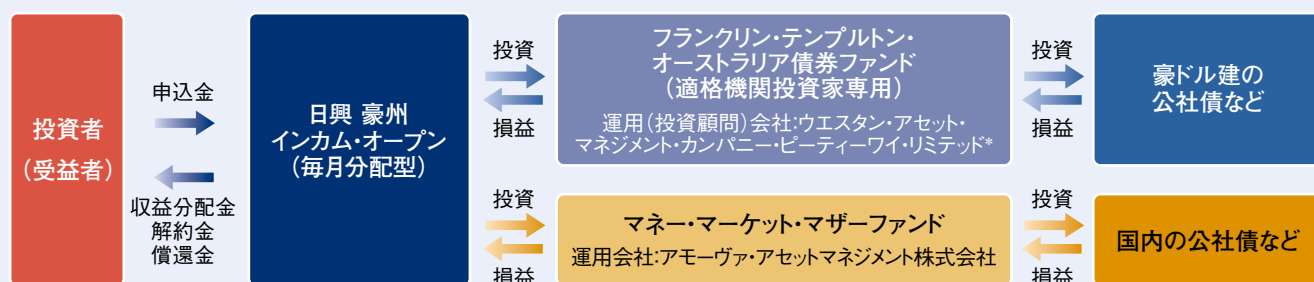 投資者
(受益者)
申込金
収益分配金
解約金
償還金
日興 豪州
インカム・オープン
(毎月分配型)
投資
損益
フランクリン・テンプルトン・
オーストラリア債券ファンド
(適格機関投資家専用)
運用(投資顧問)会社:ウエスタン・アセット・
マネジメント・カンパニー・ピーティーワイ・リミテッド*
投資
損益
豪ドル建の
公社債など
投資
損益
マネー・マーケット・マザーファンド
運用会社:アモーヴァ・アセットマネジメント株式会社
投資
損益
国内の公社債など